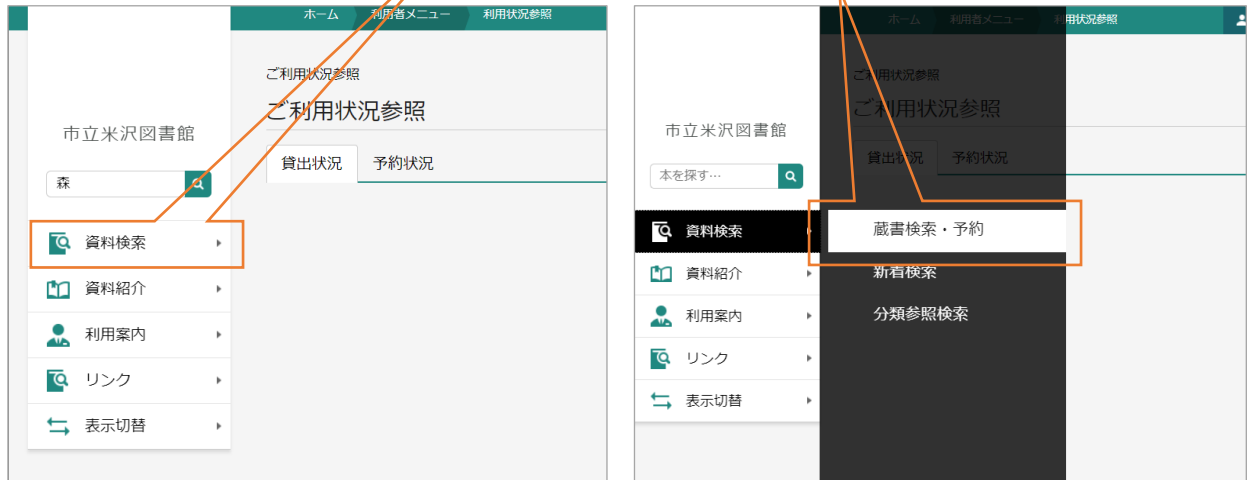 ホーム 利用者メニュー 利用状況参照
ご利用状況参照
ご利用状況参照
市立米沢図書館
貸出状況 予約状況
森
資料検索
資料紹介
利用案内
リンク
表示切替
ホーム 利用者メニュー 利用状況参照
ご利用状況参照
ご利用状況参照
市立米沢図書館
貸出状況 予約状況
本を探す…
資料検索
蔵書検索・予約
資料紹介
新着検索
利用案内
分類参照検索
リンク
表示切替